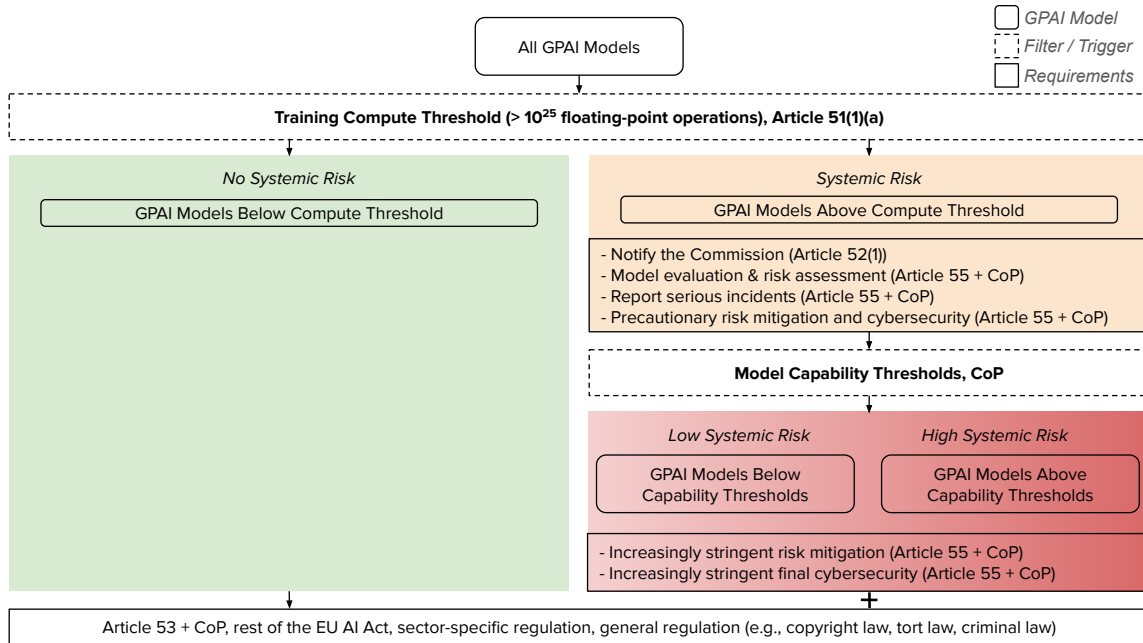 All GPAI Models
GPAI Model
Filter / Trigger
Requirements
Training Compute Threshold (> 10²⁵ floating-point operations), Article 51(1)(a)
No Systemic Risk
GPAI Models Below Compute Threshold
Systemic Risk
GPAI Models Above Compute Threshold
- Notify the Commission (Article 52(1))
- Model evaluation & risk assessment (Article 55 + CoP)
- Report serious incidents (Article 55 + CoP)
- Precautionary risk mitigation and cybersecurity (Article 55 + CoP)
Model Capability Thresholds, CoP
Low Systemic Risk
GPAI Models Below
Capability Thresholds
High Systemic Risk
GPAI Models Above
Capability Thresholds
- Increasingly stringent risk mitigation (Article 55 + CoP)
- Increasingly stringent final cybersecurity (Article 55 + CoP)
+
Article 53 + CoP, rest of the EU AI Act, sector-specific regulation, general regulation (e.g., copyright law, tort law, criminal law)